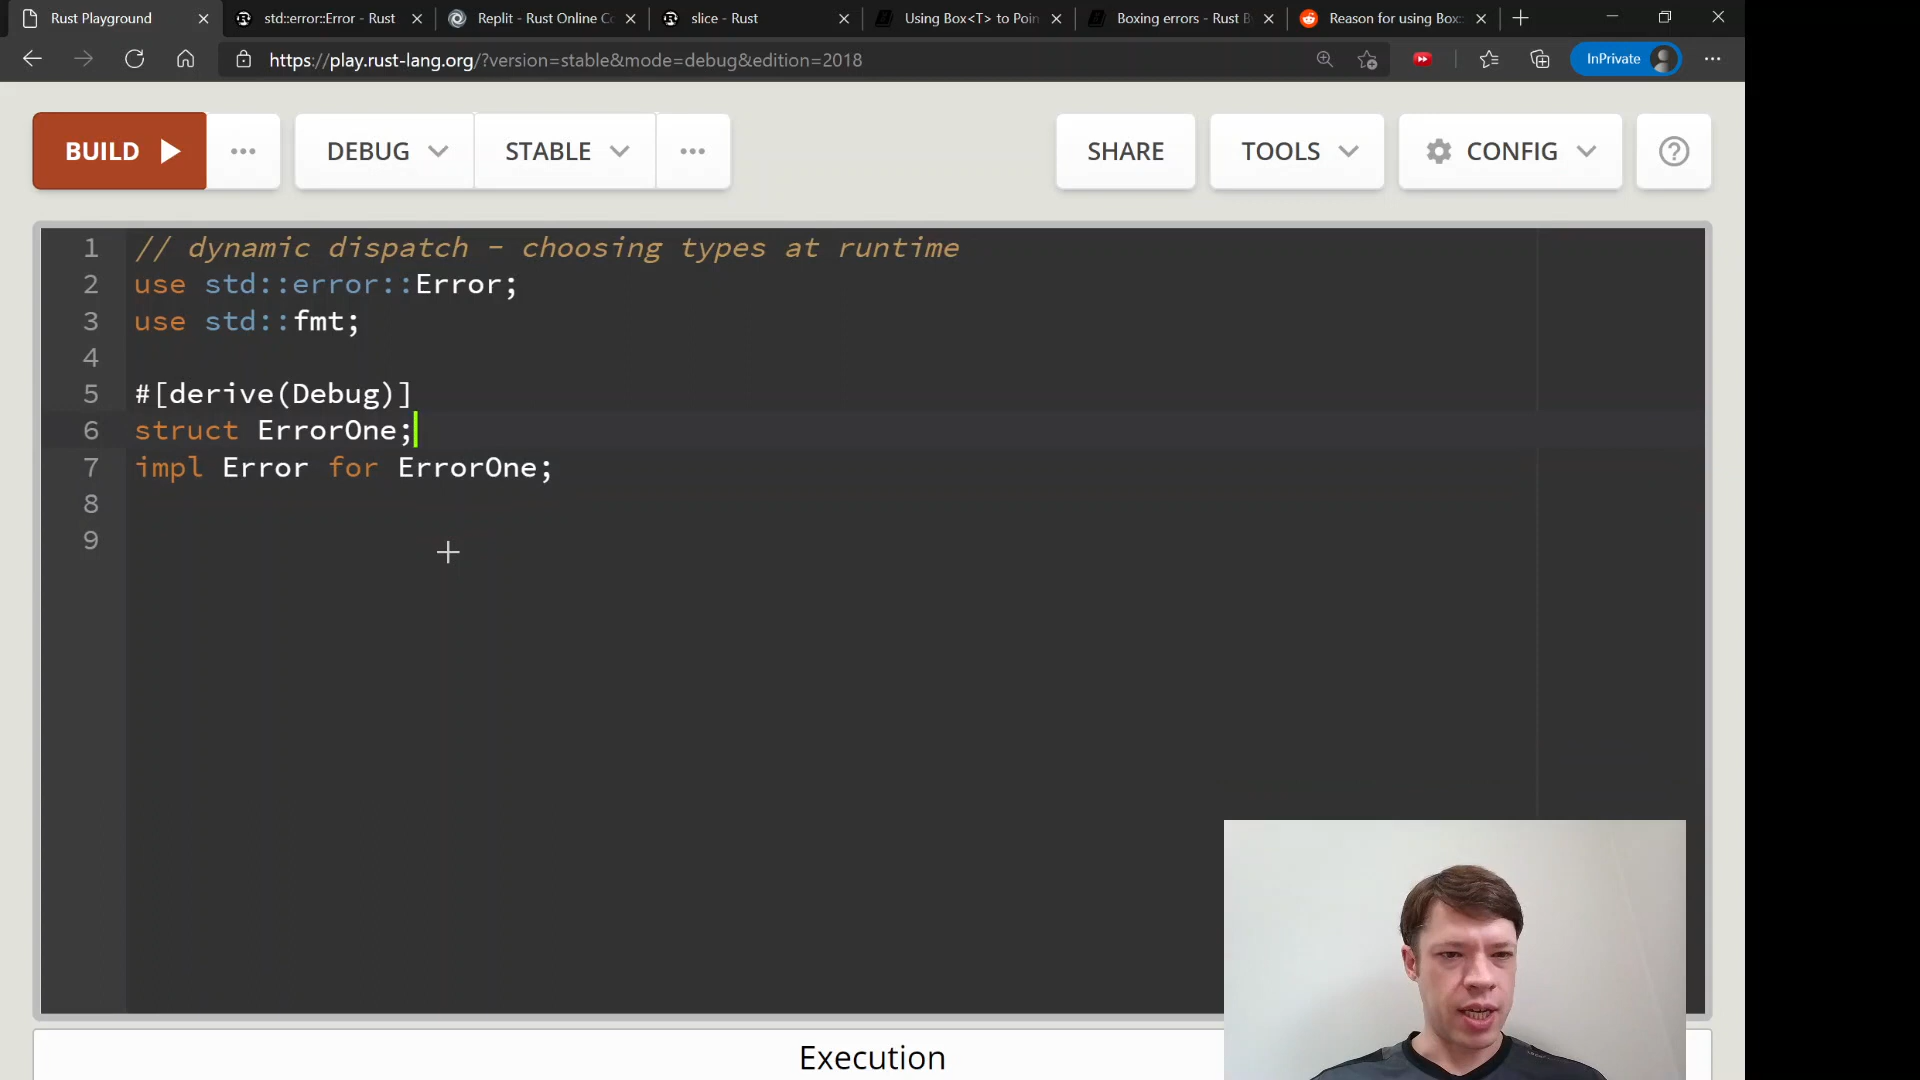 Rust Playground
std::error::Error - Rust
Replit - Rust Online Co
slice - Rust
Using Box<T> to Poin
Boxing errors - Rust B
Reason for using Box:
https://play.rust-lang.org/?version=stable&mode=debug&edition=2018
InPrivate
BUILD
DEBUG
STABLE
SHARE
TOOLS
CONFIG
1 // dynamic dispatch - choosing types at runtime
2 use std::error::Error;
3 use std::fmt;
4
5 #[derive(Debug)]
6 struct ErrorOne;
7 impl Error for ErrorOne;
8
9
Execution